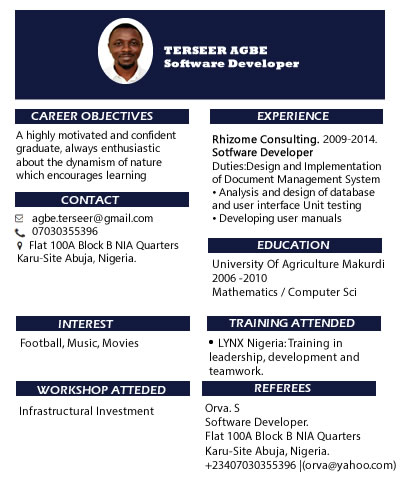 TERSEER AGBE
Software Developer
CAREER OBJECTIVES
A highly motivated and confident
graduate, always enthusiastic
about the dynamism of nature
which encourages learning
CONTACT
agbe.terseer@gmail.com
07030355396
Flat 100A Block B NIA Quarters
Karu-Site Abuja, Nigeria.
INTEREST
Football, Music, Movies
WORKSHOP ATTEDED
Infrastructural Investment
EXPERIENCE
Rhizome Consulting. 2009-2014.
Sotfware Developer
Duties:Design and Implementation
of Document Management System
• Analysis and design of database
and user interface Unit testing
• Developing user manuals
EDUCATION
University Of Agriculture Makurdi
2006 -2010
Mathematics / Computer Sci
TRAINING ATTENDED
• LYNX Nigeria:Training in
leadership, development and
teamwork.
REFEREES
Orva. S
Software Developer.
Flat 100A Block B NIA Quarters
Karu-Site Abuja, Nigeria.
+23407030355396 |(orva@yahoo.com)